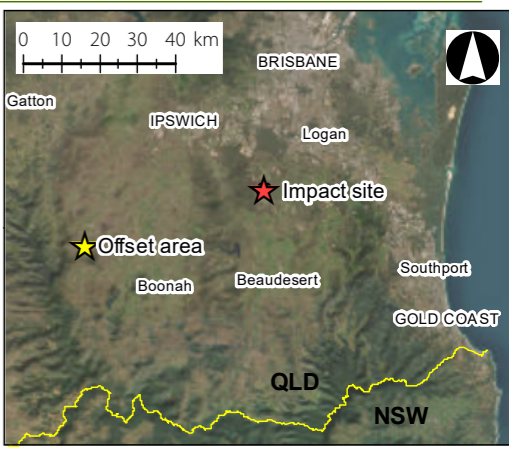 0 10 20 30 40 km
BRISBANE
Gatton
IPSWICH
Logan
Impact site
Offset area
Boonah
Beaudesert
Southport
GOLD COAST
QLD
NSW